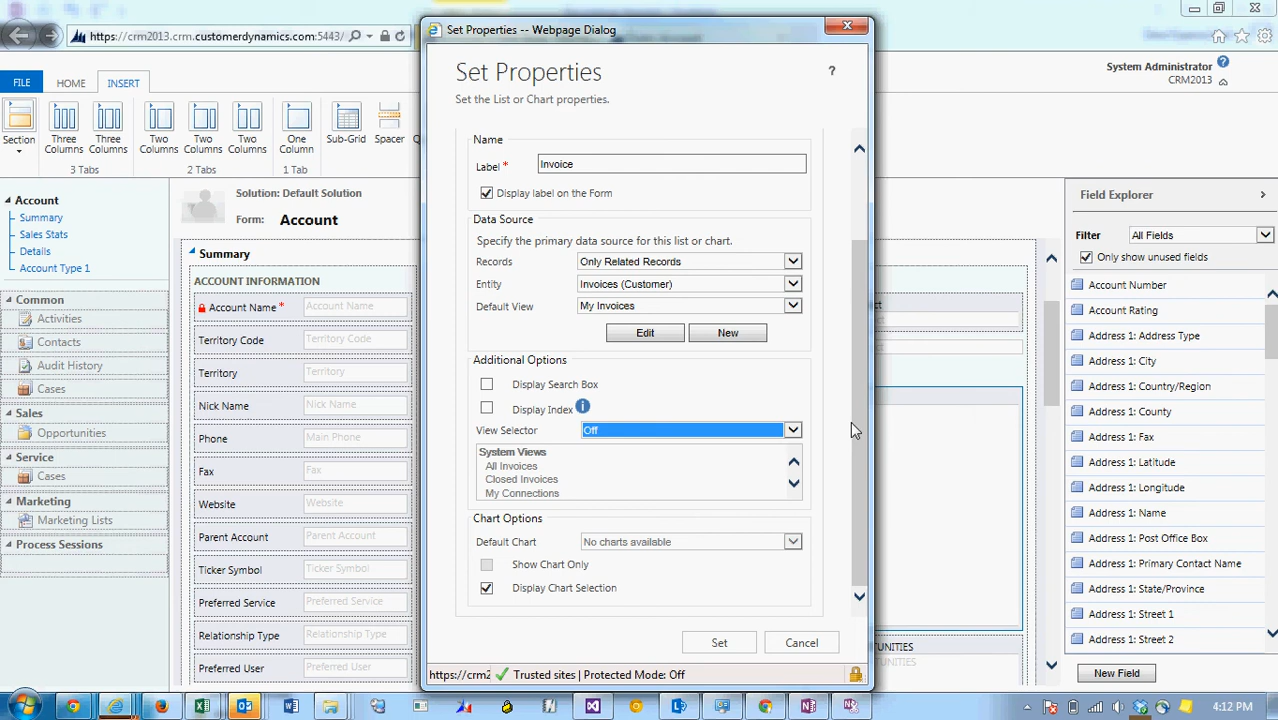 Set Properties -- Webpage Dialog
https://crm2013.crm.customerdynamics.com:5443/
System Administrator
CRM2013
FILE
HOME
INSERT
Section
Three Columns
Three Columns
3 Tabs
Two Columns
Two Columns
Two Columns
2 Tabs
One Column
1 Tab
Sub-Grid
Spacer
Account
Summary
Sales Stats
Details
Account Type 1
Common
Activities
Contacts
Audit History
Cases
Sales
Opportunities
Service
Cases
Marketing
Marketing Lists
Process Sessions
Solution: Default Solution
Form: Account
Summary
ACCOUNT INFORMATION
Account Name * Account Name
Territory Code Territory Code
Territory Territory
Nick Name Nick Name
Phone Main Phone
Fax Fax
Website Website
Parent Account Parent Account
Ticker Symbol Ticker Symbol
Preferred Service Preferred Service
Relationship Type Relationship Type
Preferred User Preferred User
Set Properties
?
Set the List or Chart properties.
Name
Label * Invoice
Display label on the Form
Data Source
Specify the primary data source for this list or chart.
Records Only Related Records
Entity Invoices (Customer)
Default View My Invoices
Edit New
Additional Options
Display Search Box
Display Index
View Selector Off
System Views
All Invoices
Closed Invoices
My Connections
Chart Options
Default Chart No charts available
Show Chart Only
Display Chart Selection
Set Cancel
Trusted sites | Protected Mode: Off
Field Explorer
Filter All Fields
Only show unused fields
Account Number
Account Rating
Address 1: Address Type
Address 1: City
Address 1: Country/Region
Address 1: County
Address 1: Fax
Address 1: Latitude
Address 1: Longitude
Address 1: Name
Address 1: Post Office Box
Address 1: Primary Contact Name
Address 1: State/Province
Address 1: Street 1
Address 1: Street 2
New Field
4:12 PM